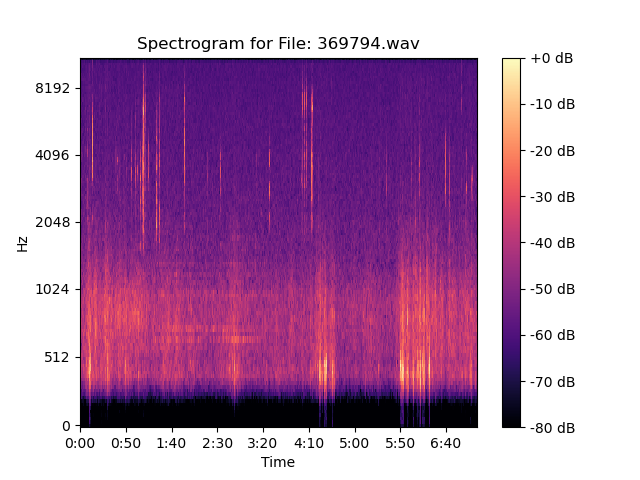 Spectrogram for File: 369794.wav
Hz
8192
4096
2048
1024
512
0
0:00 0:50 1:40 2:30 3:20 4:10 5:00 5:50 6:40
Time
+0 dB
-10 dB
-20 dB
-30 dB
-40 dB
-50 dB
-60 dB
-70 dB
-80 dB